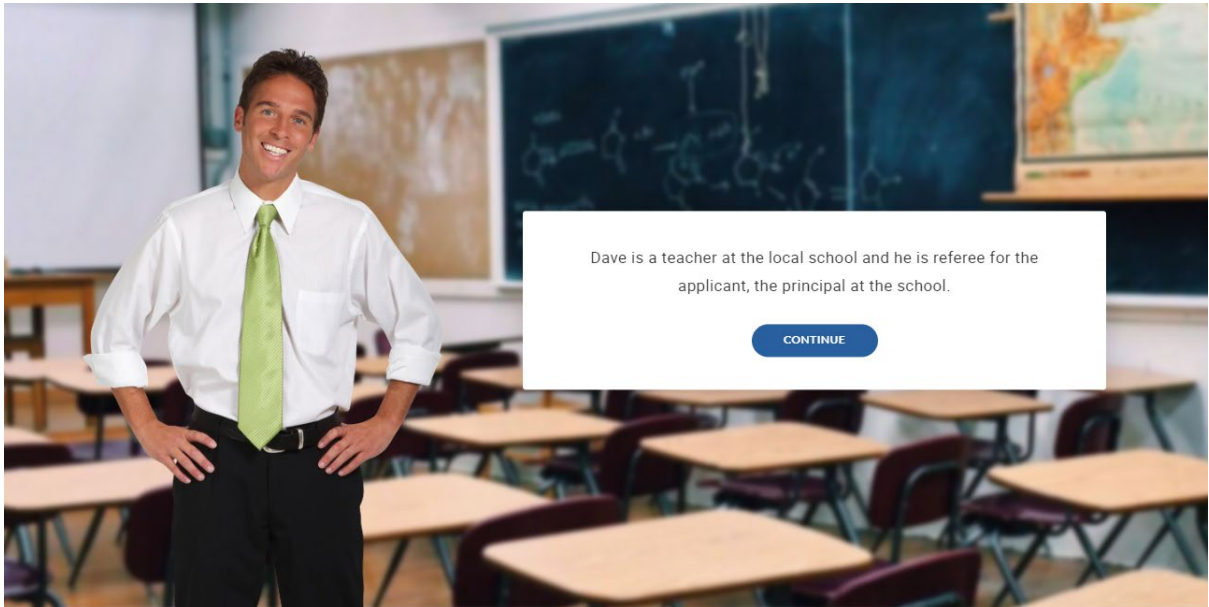 Dave is a teacher at the local school and he is referee for the
applicant, the principal at the school.
CONTINUE